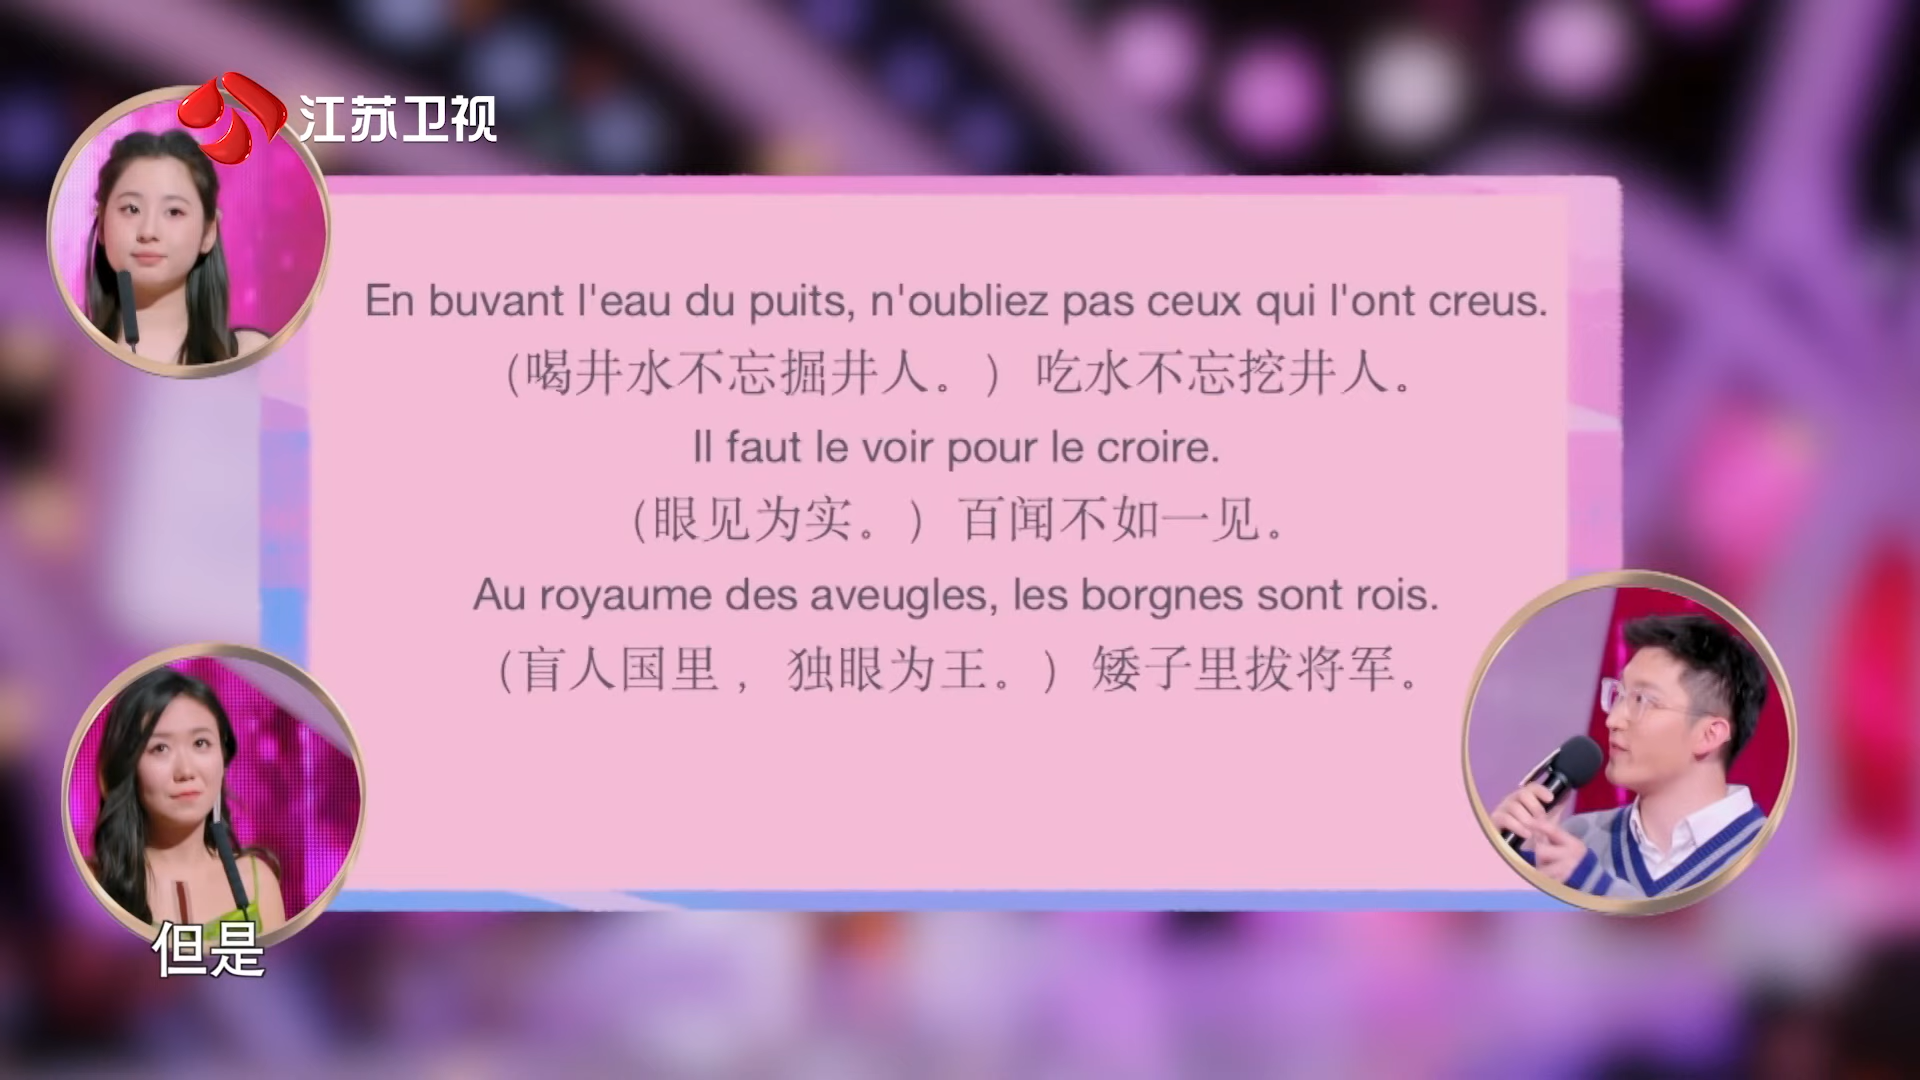 江苏卫视
En buvant l'eau du puits, n'oubliez pas ceux qui l'ont creus.
（喝井水不忘掘井人。）吃水不忘挖井人。
Il faut le voir pour le croire.
（眼见为实。）百闻不如一见。
Au royaume des aveugles, les borgnes sont rois.
（盲人国里，独眼为王。）矮子里拔将军。
但是